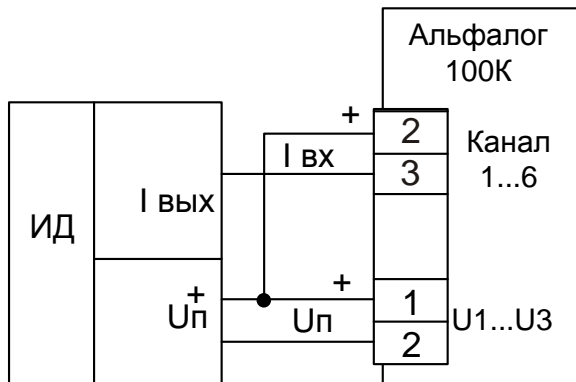 Альфалог
100К
+
2
Канал
I вх
3
1...6
I вых
ИД
+
+
1
Uп
Uп
U1...U3
2